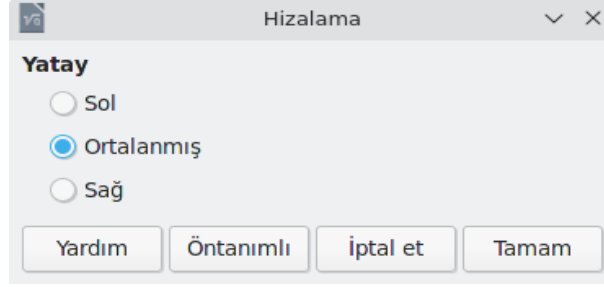 Hizalama
Yatay
Sol
Ortalanmış
Sağ
Yardım Öntanımlı İptal et Tamam